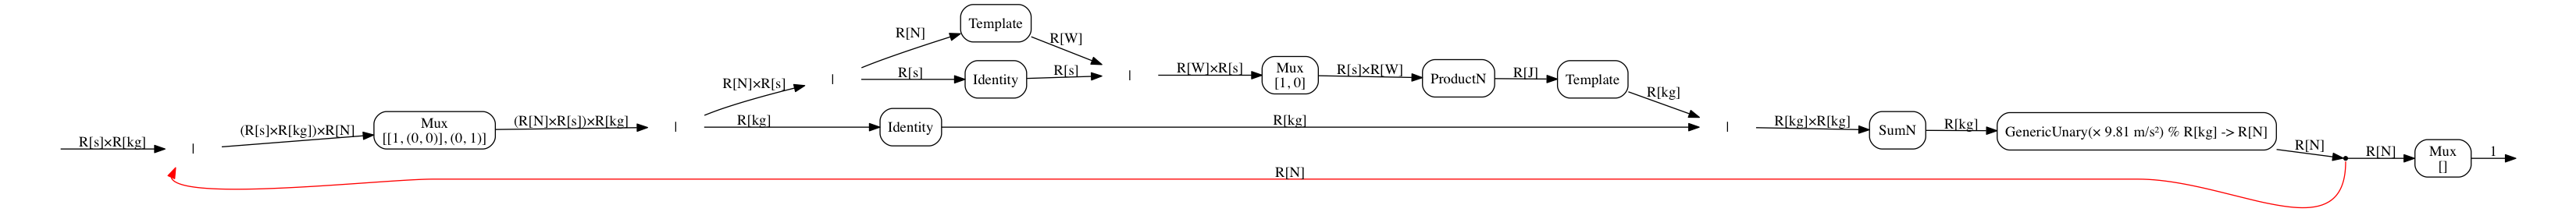 R[s]×R[kg]
|
(R[s]×R[kg])×R[N]
Mux
[[1, (0, 0)], (0, 1)]
(R[N]×R[s])×R[kg]
|
R[N]×R[s]
R[kg]
|
R[N]
R[s]
Template
Identity
Identity
R[W]
R[s]
|
R[W]×R[s]
Mux
[1, 0]
R[s]×R[W]
ProductN
R[J]
Template
R[kg]
R[kg]
|
R[kg]×R[kg]
SumN
R[kg]
GenericUnary(× 9.81 m/s²) % R[kg] -> R[N]
R[N]
R[N]
R[N]
Mux
[]
1